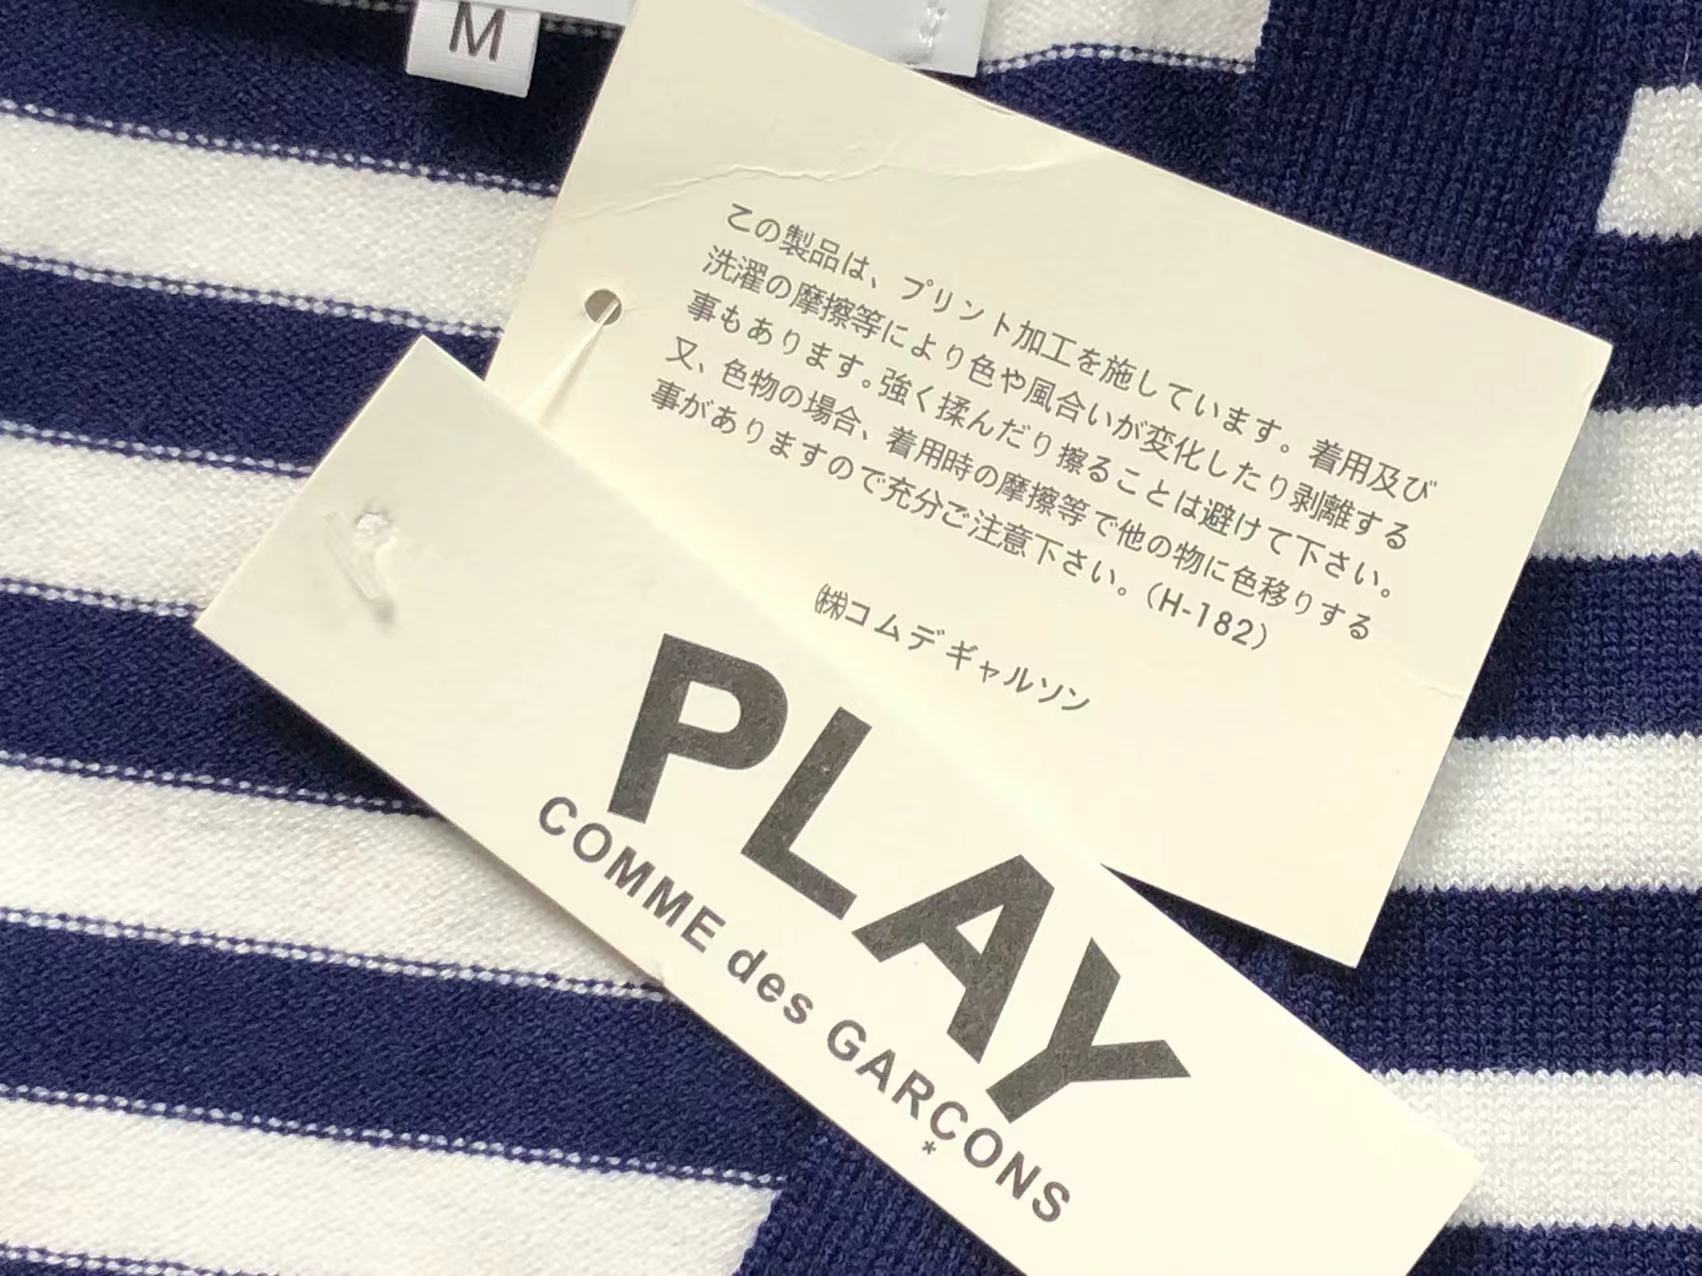 M
この製品は、プリント加工を施しています。着用及び
洗濯の摩擦等により色や風合いが変化したり剥離する
事もあります。強く揉んだり擦ることは避けて下さい。
又、色物の場合、着用時の摩擦等で他の物に色移りする
事がありますので充分ご注意下さい。(H-182)
㈱コムデギャルソン
PLAY
COMME des GARÇONS
*